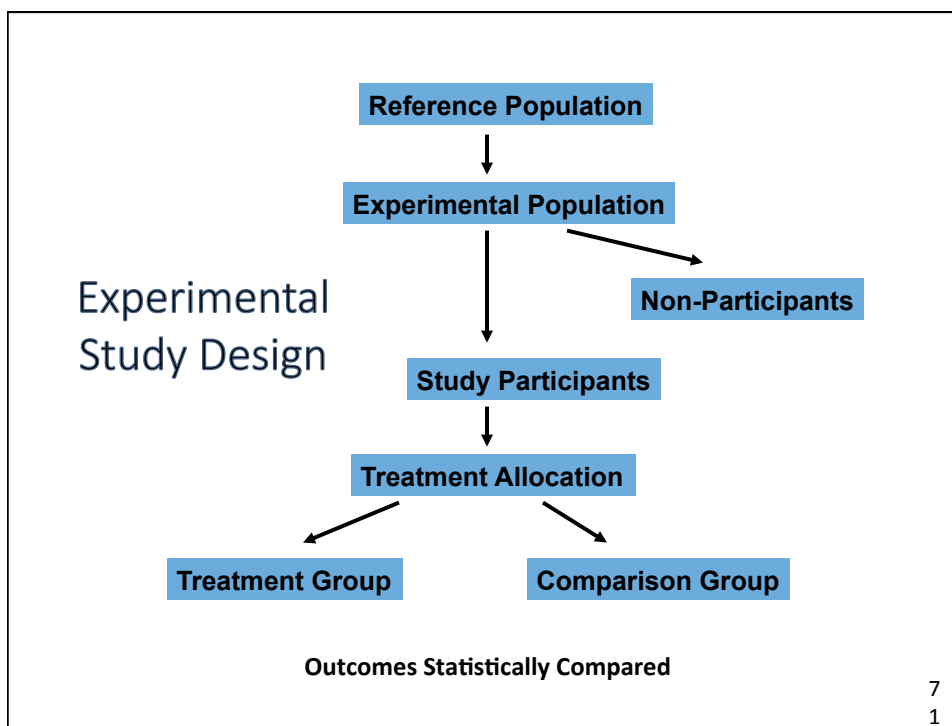 Reference Population
Experimental Population
Experimental
Study Design
Non-Participants
Study Participants
Treatment Allocation
Treatment Group
Comparison Group
Outcomes Statistically Compared
7
1